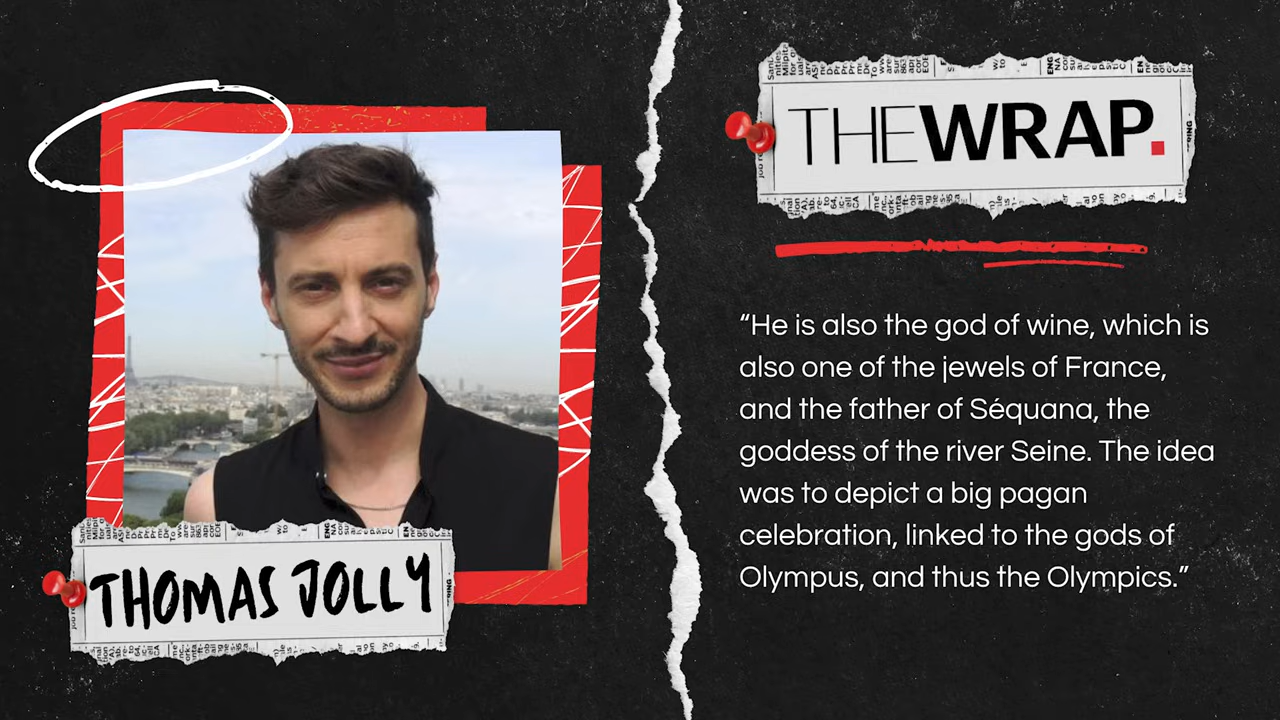 THEWRAP.
“He is also the god of wine, which is
also one of the jewels of France,
and the father of Séquana, the
goddess of the river Seine. The idea
was to depict a big pagan
celebration, linked to the gods of
Olympus, and thus the Olympics.”
THOMAS JOLLY